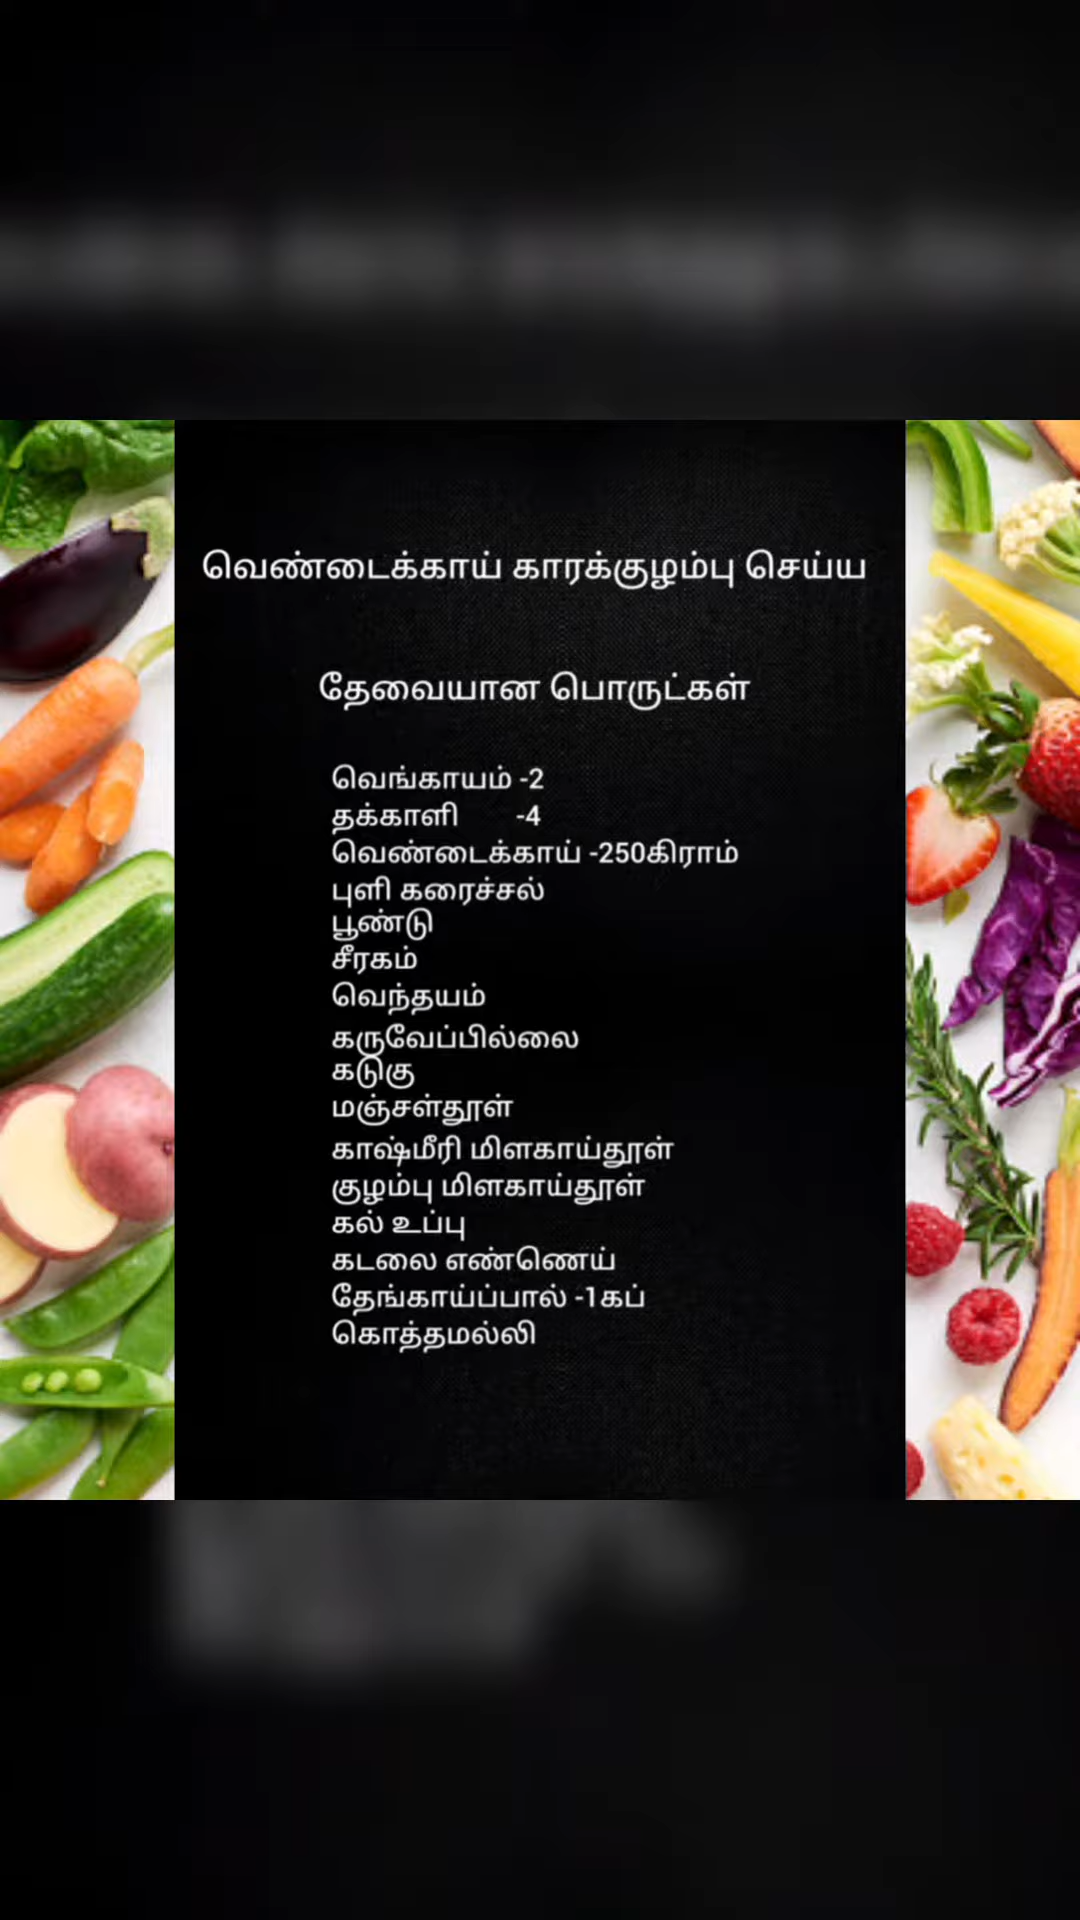 வெண்டைக்காய் காரக்குழம்பு செய்ய
தேவையான பொருட்கள்
வெங்காயம் -2
தக்காளி -4
வெண்டைக்காய் -250கிராம்
புளி கரைச்சல்
பூண்டு
சீரகம்
வெந்தயம்
கருவேப்பில்லை
கடுகு
மஞ்சள்தூள்
காஷ்மீரி மிளகாய்தூள்
குழம்பு மிளகாய்தூள்
கல் உப்பு
கடலை எண்ணெய்
தேங்காய்ப்பால் -1கப்
கொத்தமல்லி